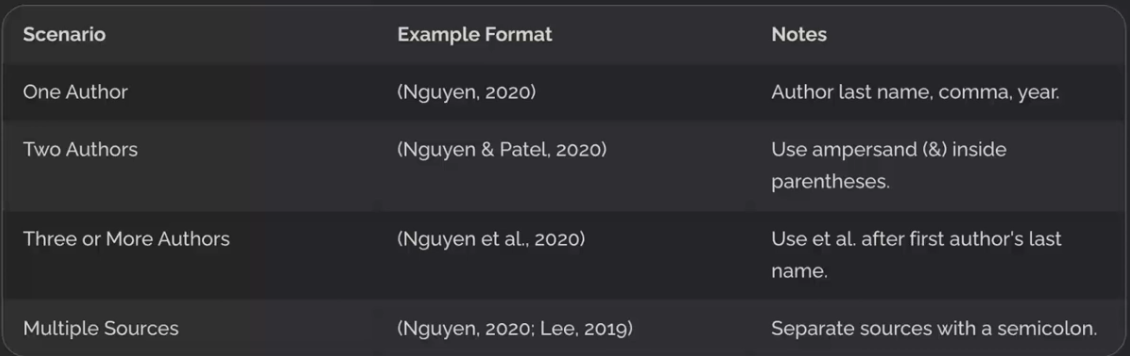 Scenario Example Format Notes
One Author (Nguyen, 2020) Author last name, comma, year.
Two Authors (Nguyen & Patel, 2020) Use ampersand (&) inside
parentheses.
Three or More Authors (Nguyen et al., 2020) Use et al. after first author's last
name.
Multiple Sources (Nguyen, 2020; Lee, 2019) Separate sources with a semicolon.